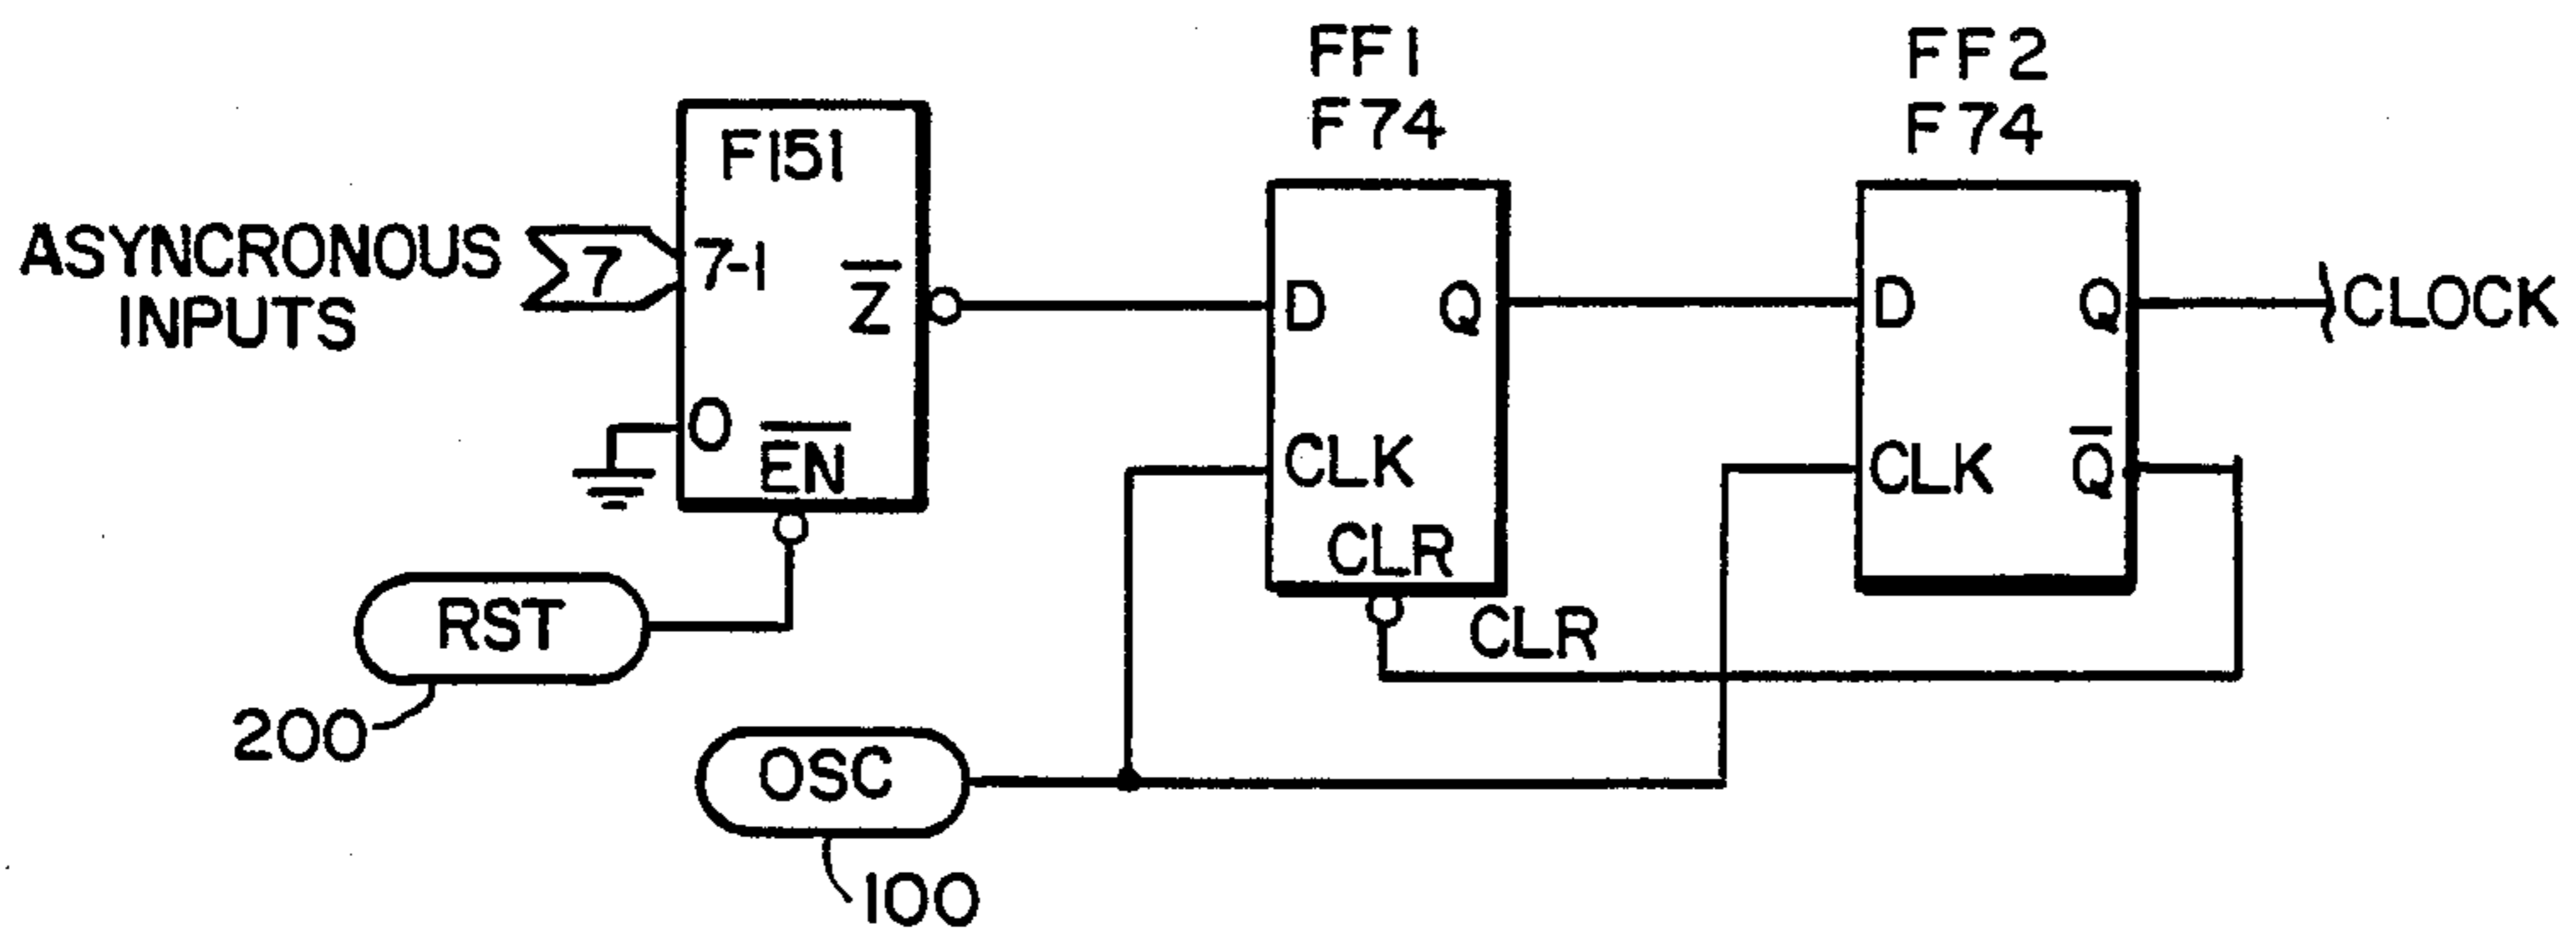 FF1
F74
FF2
F74
F151
ASYNCRONOUS
INPUTS
7
7-1
Z̅
D
Q
D
Q
CLOCK
0
E̅N̅
CLK
CLK
Q̅
CLR
CLR
RST
200
OSC
100